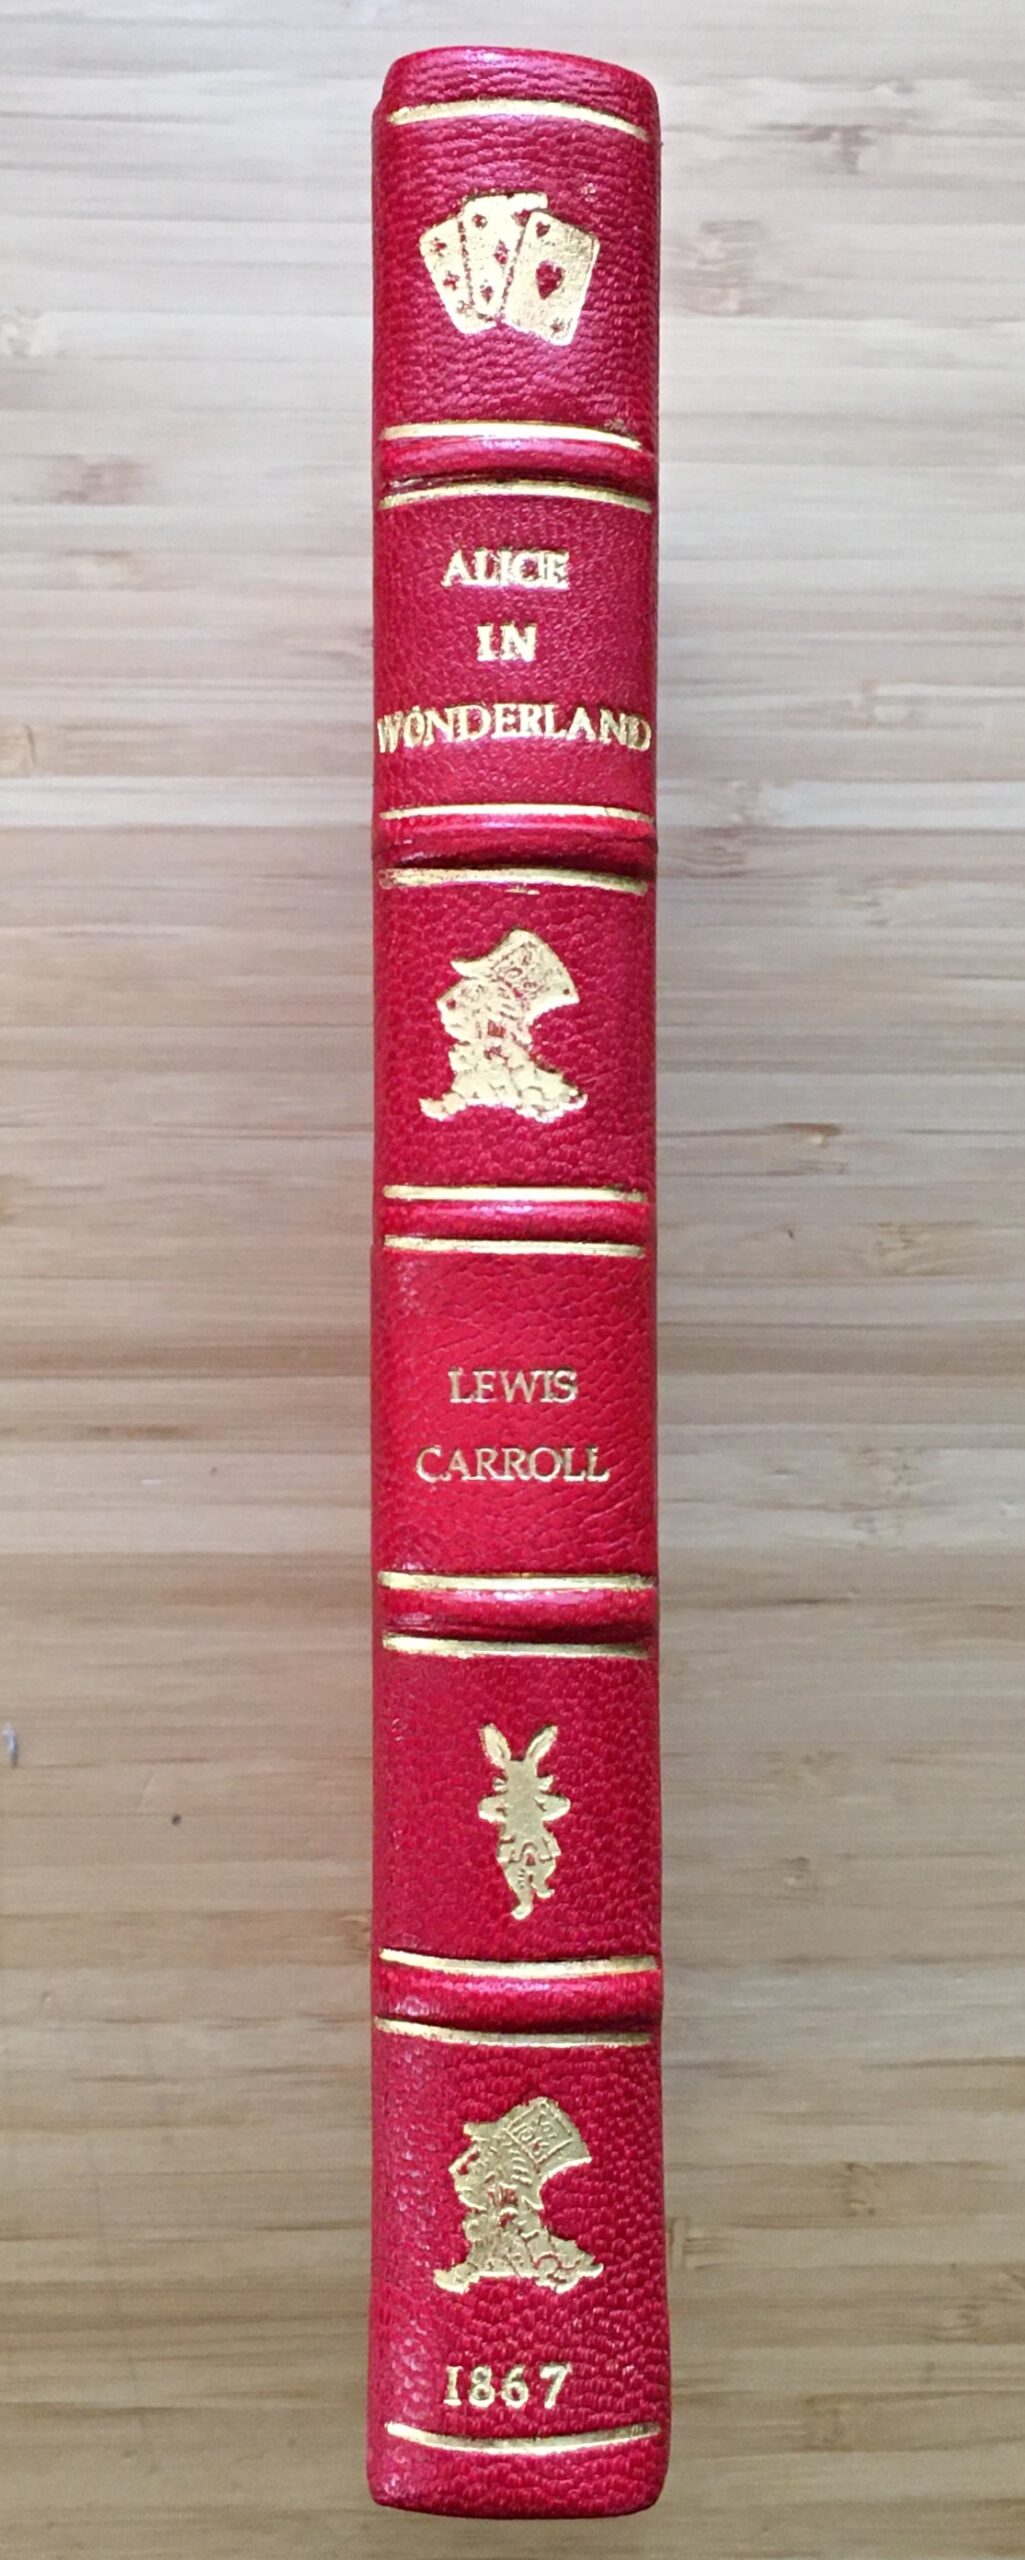 ALICE
IN
WONDERLAND
LEWIS
CARROLL
1867